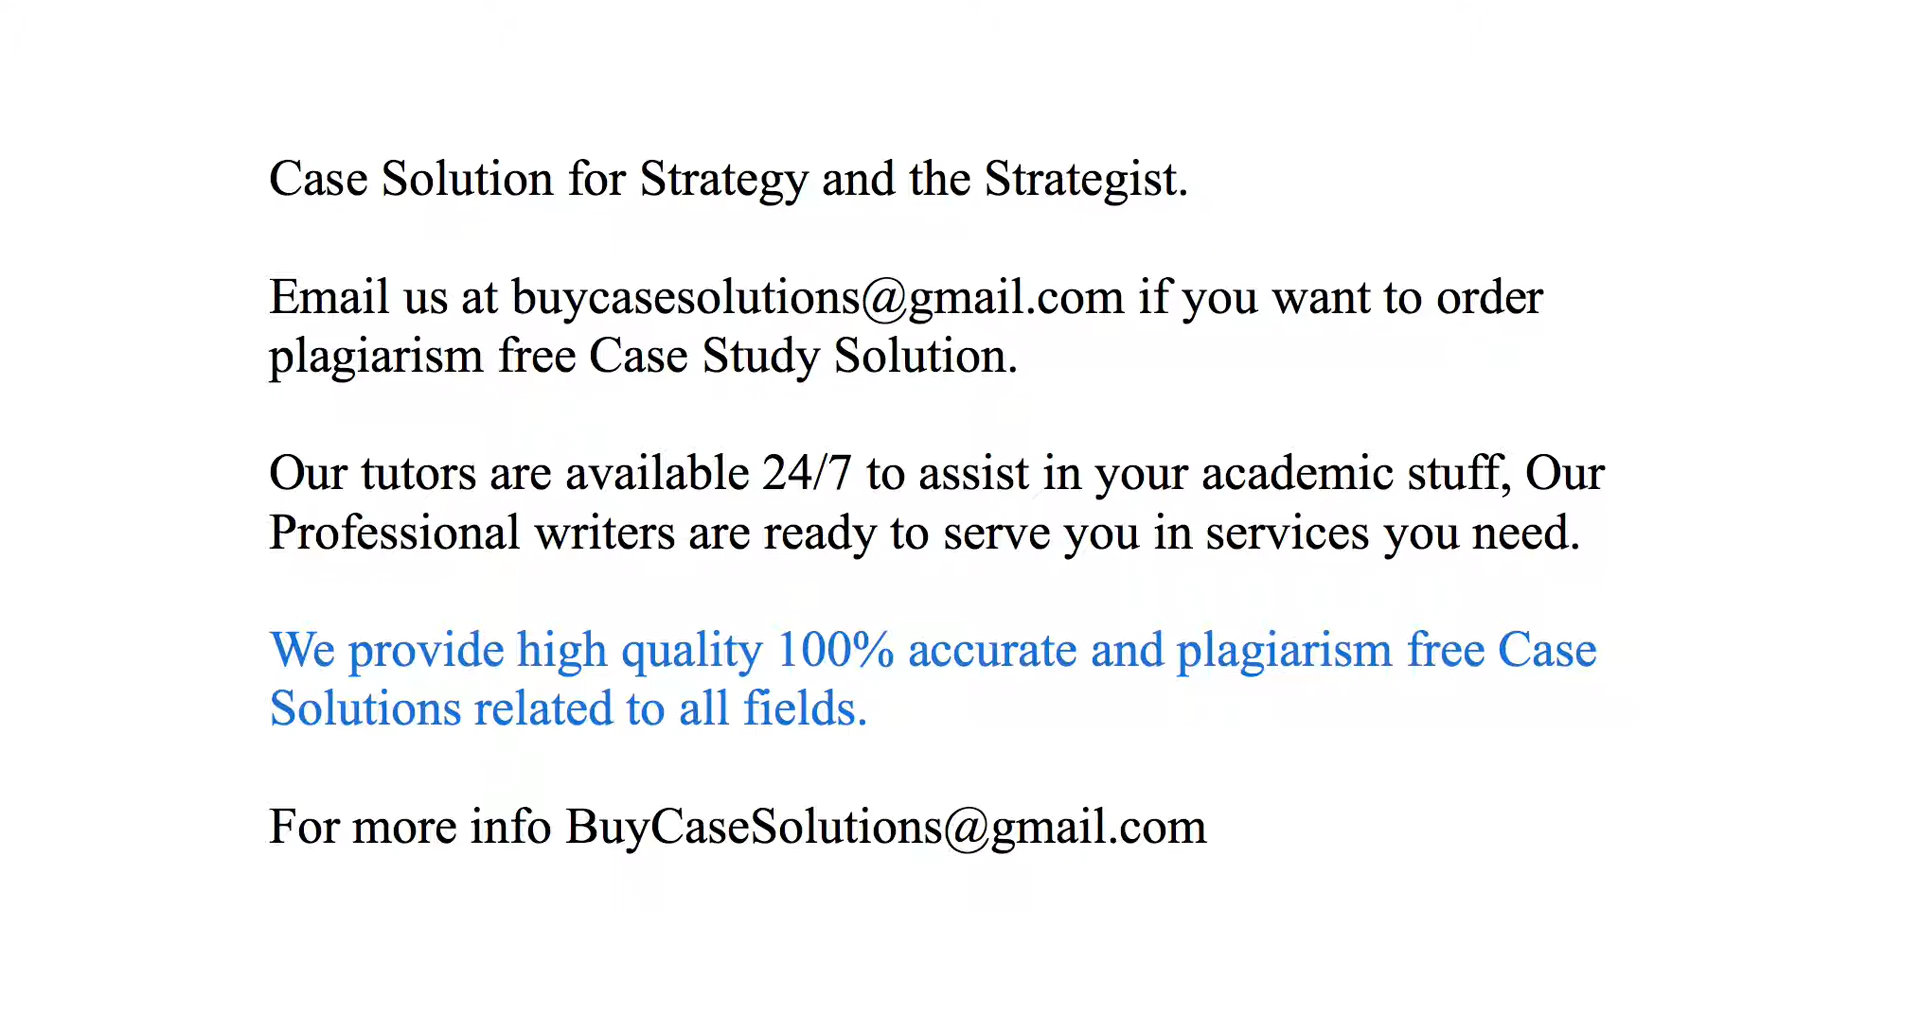 Case Solution for Strategy and the Strategist.
Email us at buycasesolutions@gmail.com if you want to order
plagiarism free Case Study Solution.
Our tutors are available 24/7 to assist in your academic stuff, Our
Professional writers are ready to serve you in services you need.
We provide high quality 100% accurate and plagiarism free Case
Solutions related to all fields.
For more info BuyCaseSolutions@gmail.com